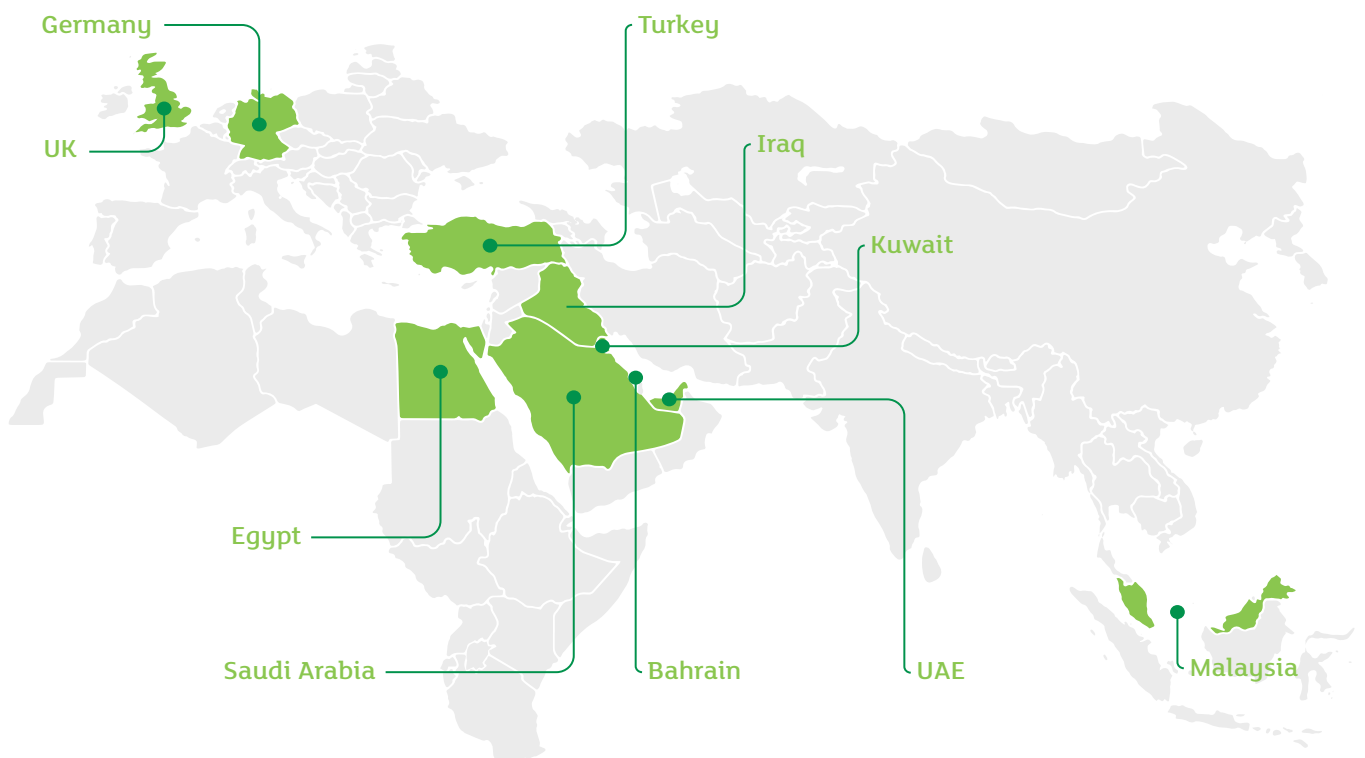 Germany
Turkey
UK
Iraq
Kuwait
Egypt
Saudi Arabia
Bahrain
UAE
Malaysia